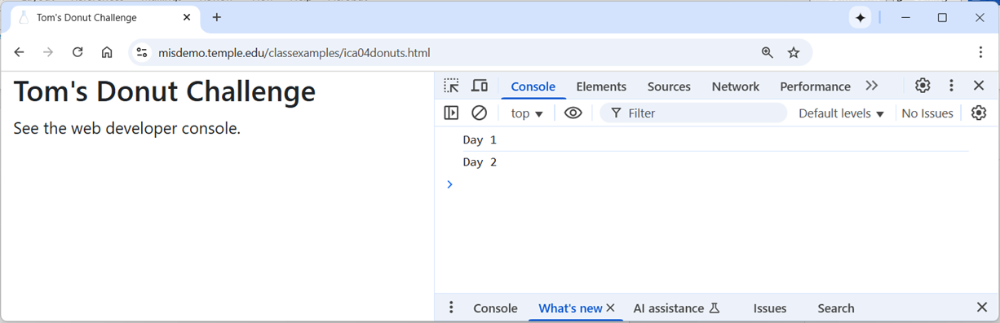 Tom's Donut Challenge
misdemo.temple.edu/classexamples/ica04donuts.html
Tom's Donut Challenge
See the web developer console.
Console Elements Sources Network Performance
top Filter Default levels No Issues
Day 1
Day 2
Console What's new AI assistance Issues Search